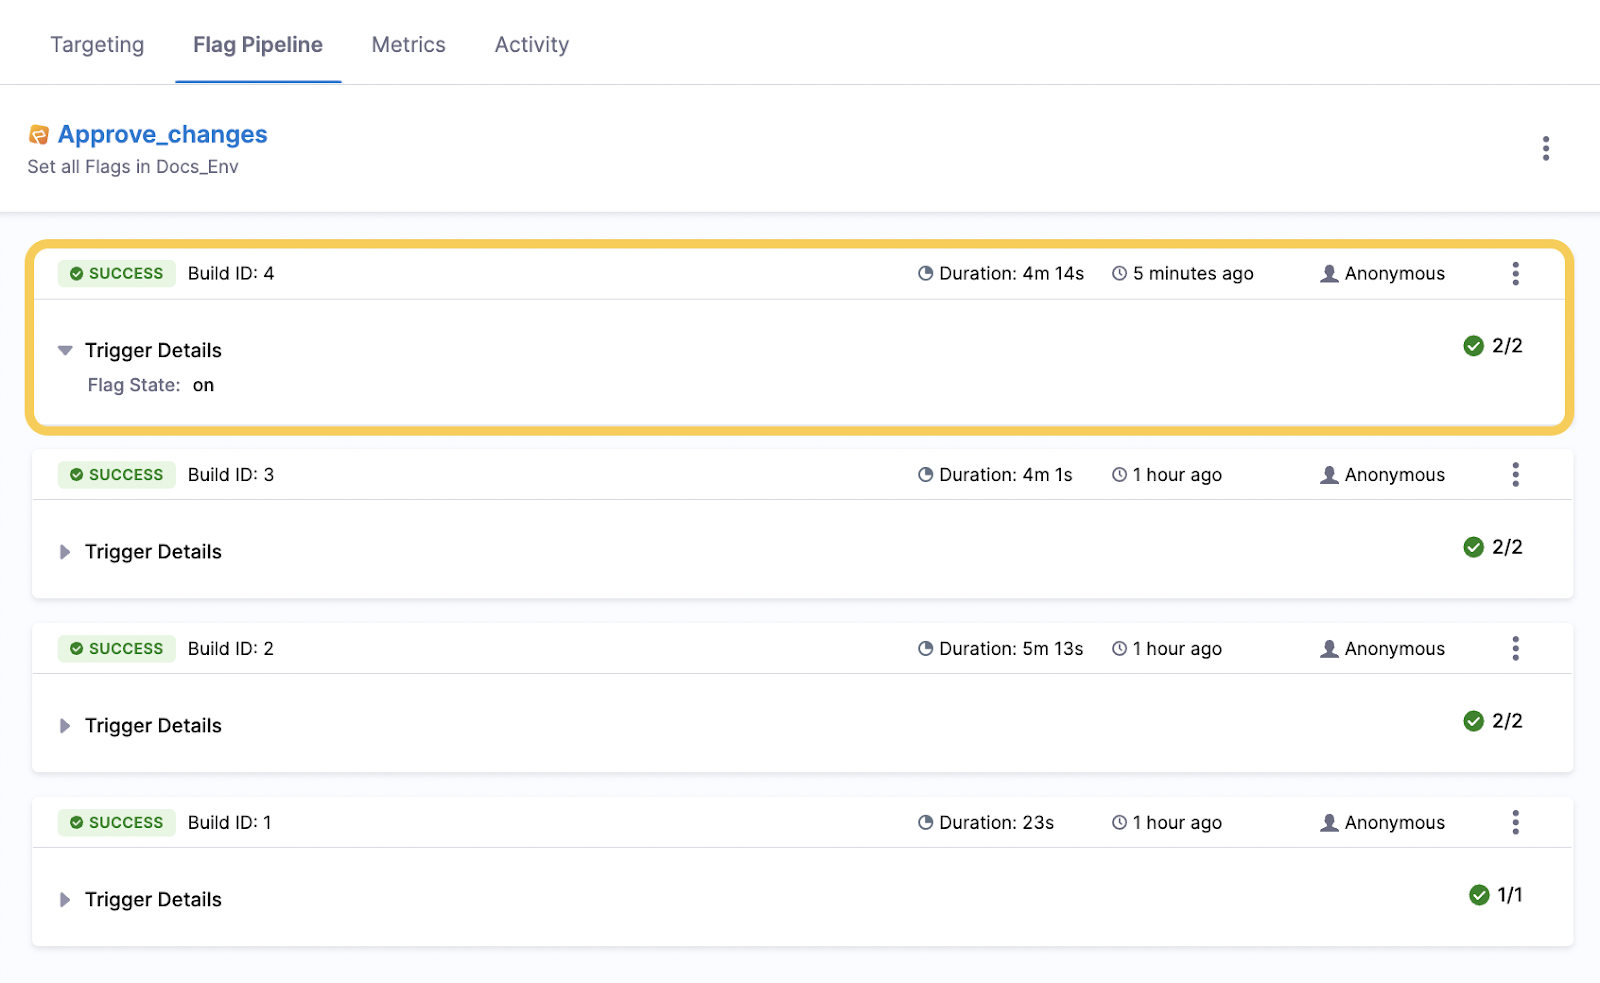 Targeting Flag Pipeline Metrics Activity
Approve_changes
Set all Flags in Docs_Env
SUCCESS Build ID: 4 Duration: 4m 14s 5 minutes ago Anonymous
Trigger Details 2/2
Flag State: on
SUCCESS Build ID: 3 Duration: 4m 1s 1 hour ago Anonymous
Trigger Details 2/2
SUCCESS Build ID: 2 Duration: 5m 13s 1 hour ago Anonymous
Trigger Details 2/2
SUCCESS Build ID: 1 Duration: 23s 1 hour ago Anonymous
Trigger Details 1/1